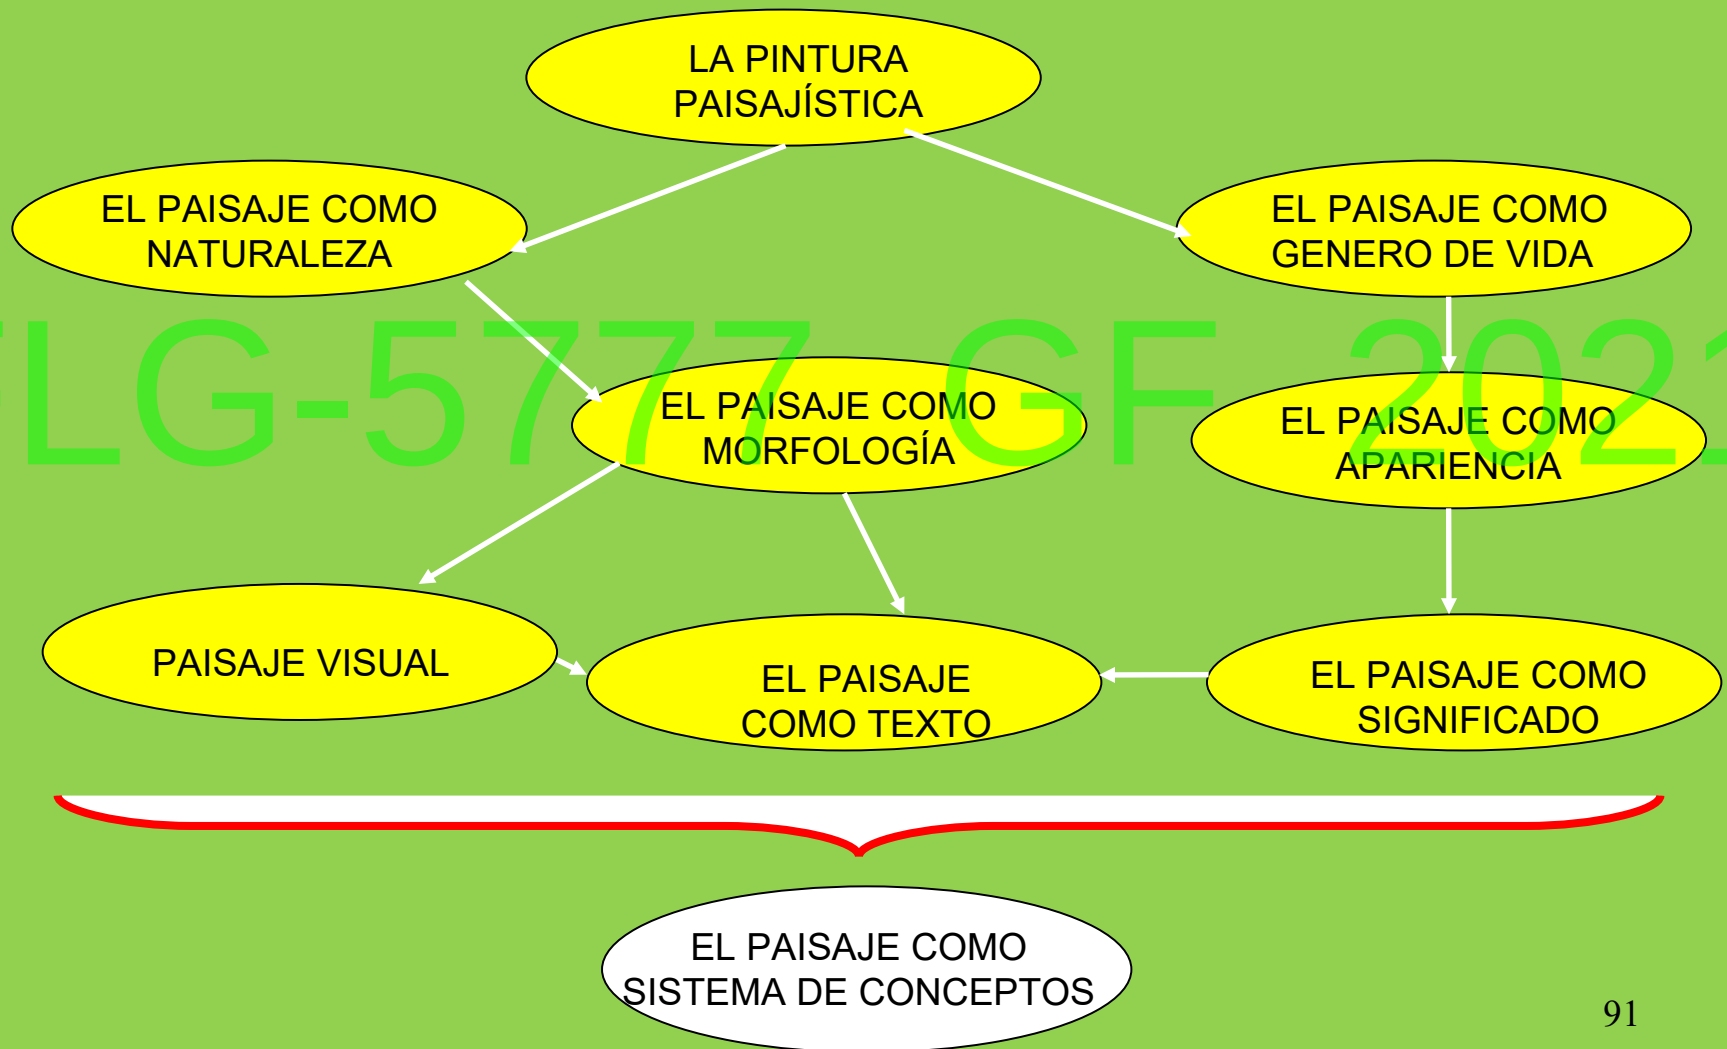 LA PINTURA
PAISAJÍSTICA
EL PAISAJE COMO
NATURALEZA
EL PAISAJE COMO
GENERO DE VIDA
LG-5777 GF 2021
EL PAISAJE COMO
MORFOLOGÍA
EL PAISAJE COMO
APARIENCIA
PAISAJE VISUAL
EL PAISAJE
COMO TEXTO
EL PAISAJE COMO
SIGNIFICADO
EL PAISAJE COMO
SISTEMA DE CONCEPTOS
91